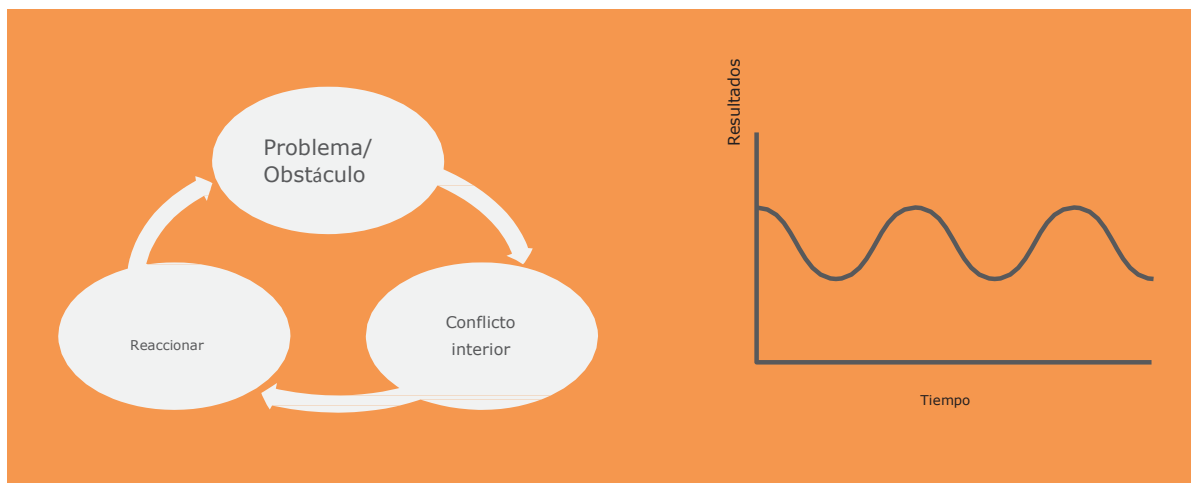 Problema/
Obstáculo
Conflicto
interior
Reaccionar
Resultados
Tiempo